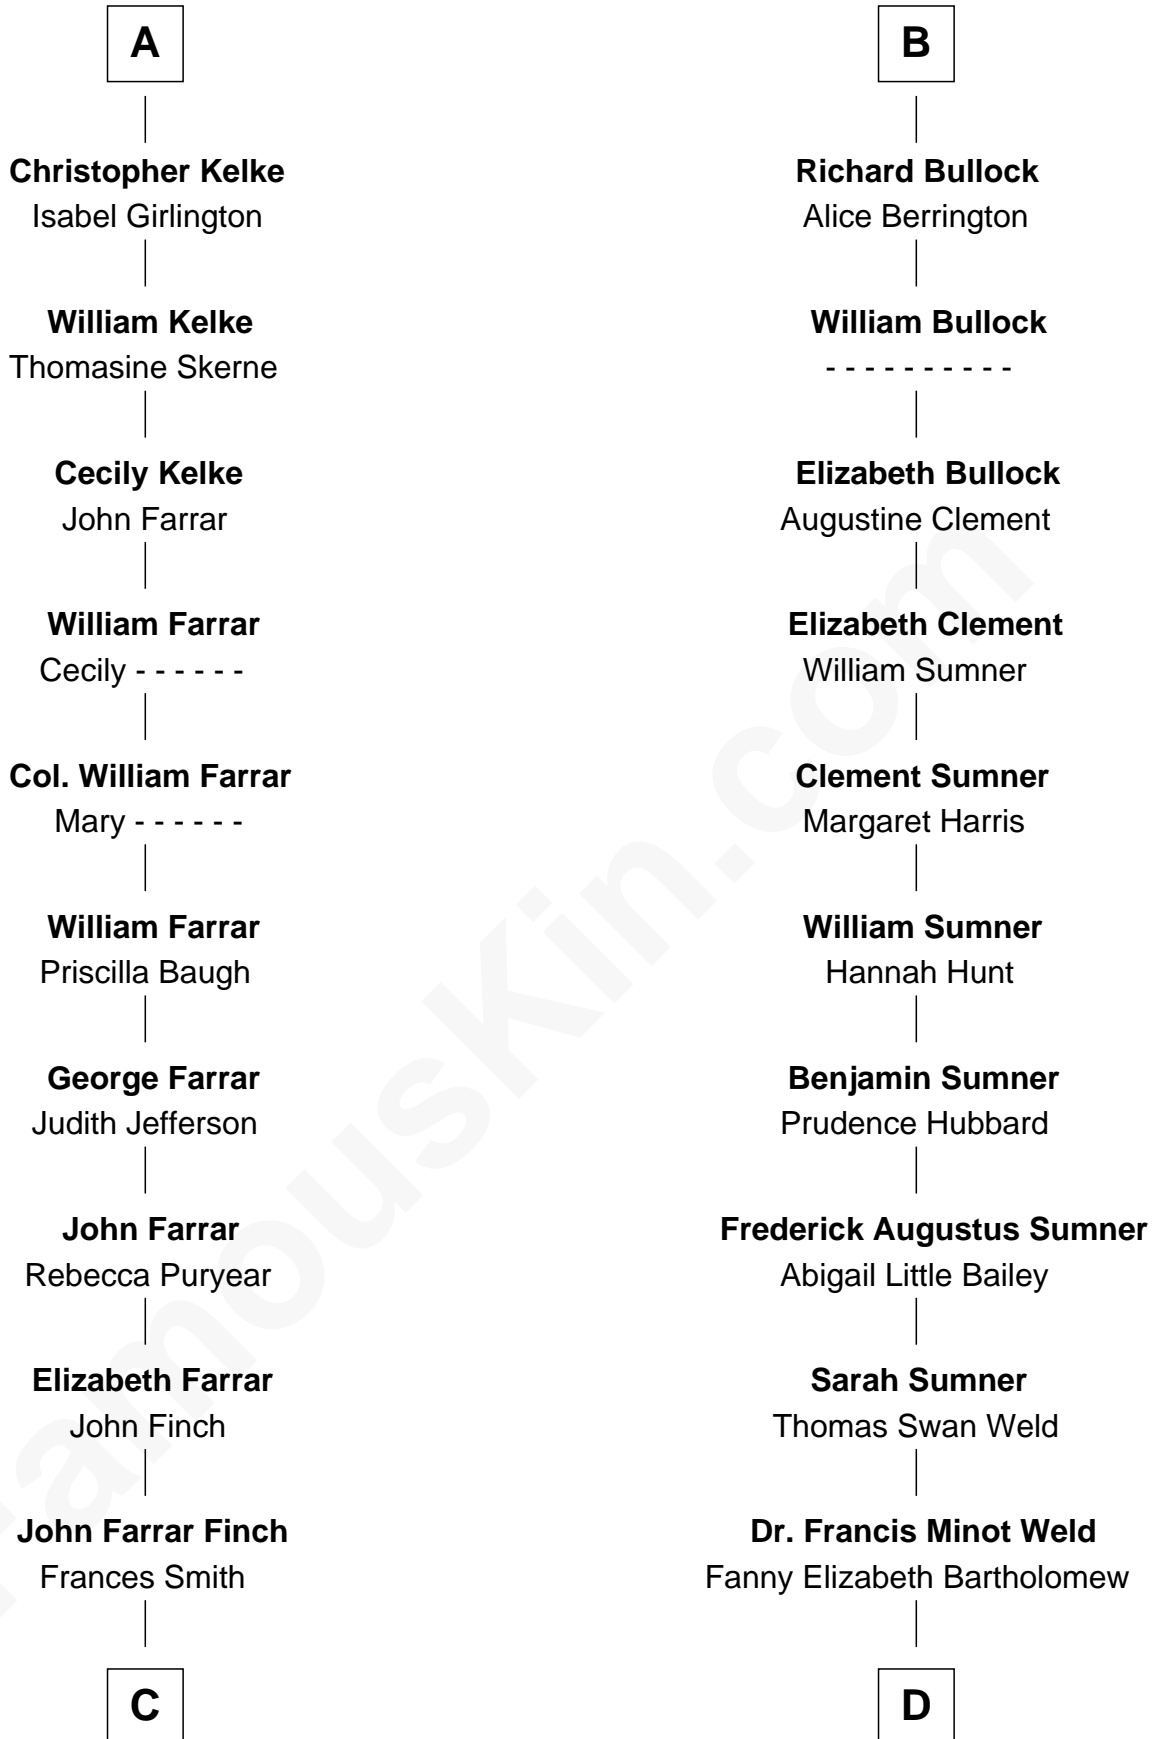 A
Christopher Kelke
Isabel Girlington
William Kelke
Thomasine Skerne
Cecily Kelke
John Farrar
William Farrar
Cecily - - - - - -
Col. William Farrar
Mary - - - - - -
William Farrar
Priscilla Baugh
George Farrar
Judith Jefferson
John Farrar
Rebecca Puryear
Elizabeth Farrar
John Finch
John Farrar Finch
Frances Smith
C
B
Richard Bullock
Alice Berrington
William Bullock
- - - - - - - - - -
Elizabeth Bullock
Augustine Clement
Elizabeth Clement
William Sumner
Clement Sumner
Margaret Harris
William Sumner
Hannah Hunt
Benjamin Sumner
Prudence Hubbard
Frederick Augustus Sumner
Abigail Little Bailey
Sarah Sumner
Thomas Swan Weld
Dr. Francis Minot Weld
Fanny Elizabeth Bartholomew
D
FamousKin.com